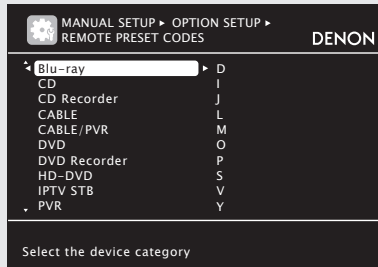 MANUAL SETUP ▸ OPTION SETUP ▸
REMOTE PRESET CODES
DENON
Blu-ray ▸ D
CD I
CD Recorder J
CABLE L
CABLE/PVR M
DVD O
DVD Recorder P
HD-DVD S
IPTV STB V
PVR Y
Select the device category